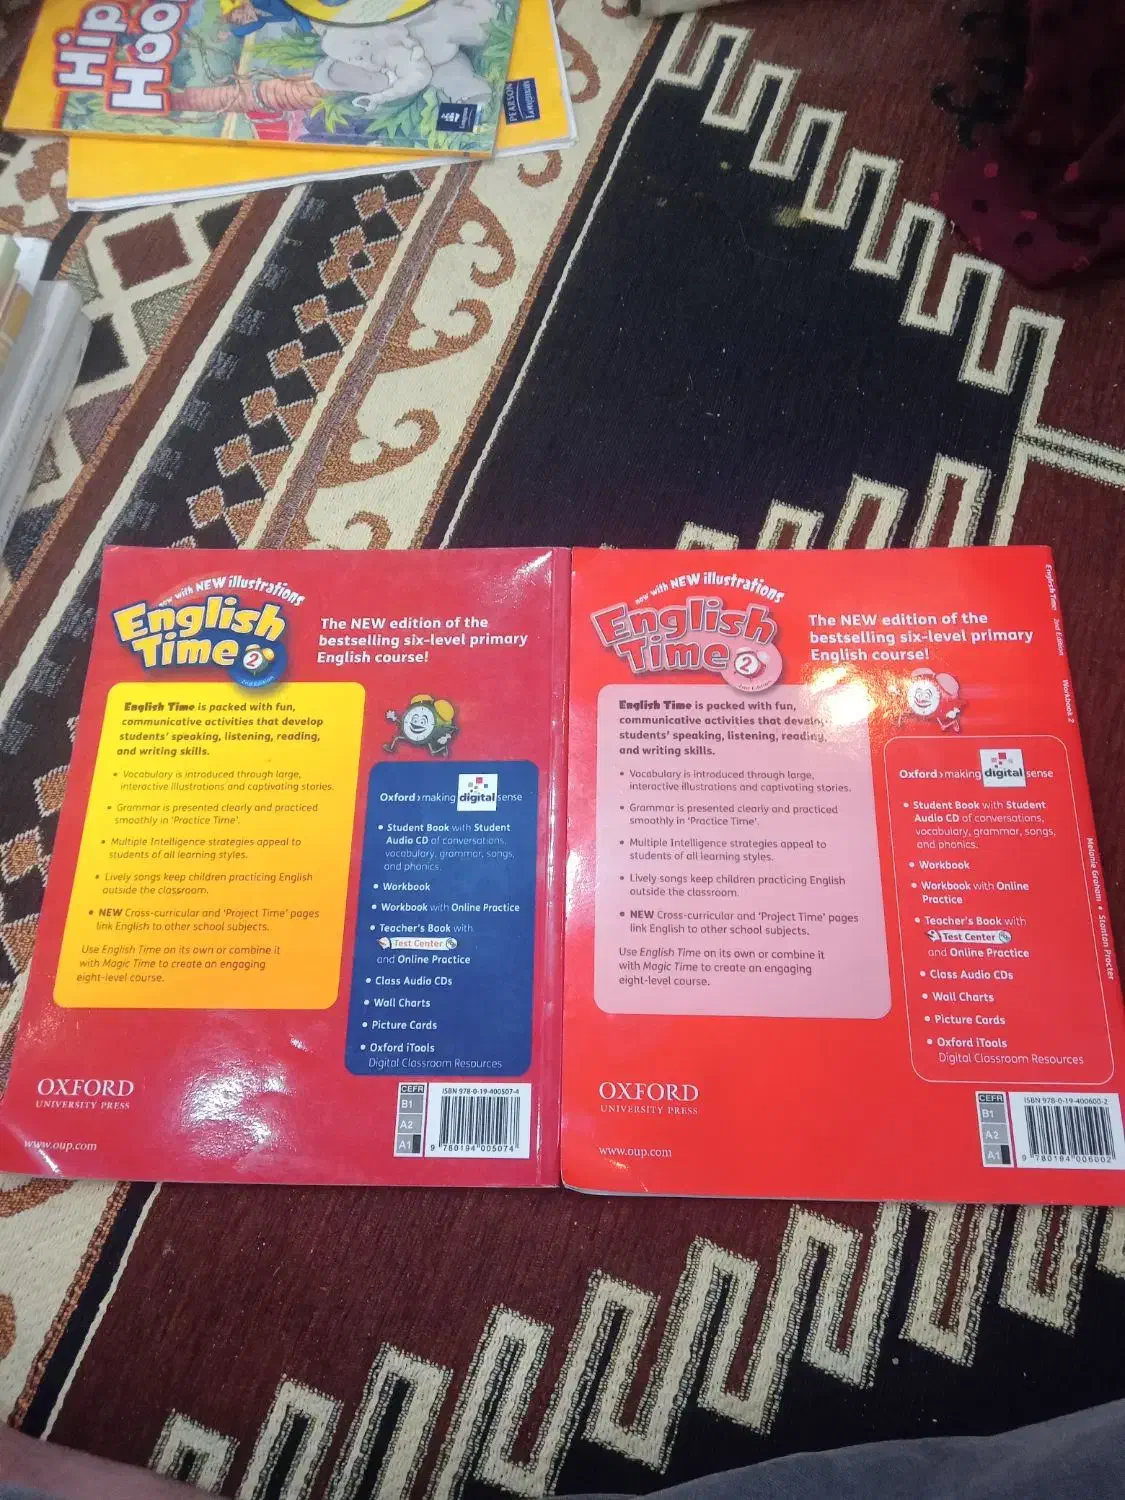 Hip
Hoo
Longman
PEARSON
Longman
now with NEW illustrations
English
Time 2
2nd Edition
The NEW edition of the
bestselling six-level primary
English course!
English Time is packed with fun,
communicative activities that develop
students' speaking, listening, reading,
and writing skills.
• Vocabulary is introduced through large,
interactive illustrations and captivating stories.
• Grammar is presented clearly and practiced
smoothly in 'Practice Time'.
• Multiple Intelligence strategies appeal to
students of all learning styles.
• Lively songs keep children practicing English
outside the classroom.
• NEW Cross-curricular and 'Project Time' pages
link English to other school subjects.
Use English Time on its own or combine it
with Magic Time to create an engaging
eight-level course.
Oxford › making digital sense
• Student Book with Student
Audio CD of conversations,
vocabulary, grammar, songs,
and phonics.
• Workbook
• Workbook with Online Practice
• Teacher's Book with
Test Center
and Online Practice
• Class Audio CDs
• Wall Charts
• Picture Cards
• Oxford iTools
Digital Classroom Resources
OXFORD
UNIVERSITY PRESS
www.oup.com
CEFR
B1
A2
A1
ISBN 978-0-19-400507-4
9 780194 005074
now with NEW illustrations
English
Time 2
2nd Edition
The NEW edition of the
bestselling six-level primary
English course!
English Time is packed with fun,
communicative activities that develop
students' speaking, listening, reading,
and writing skills.
• Vocabulary is introduced through large,
interactive illustrations and captivating stories.
• Grammar is presented clearly and practiced
smoothly in 'Practice Time'.
• Multiple Intelligence strategies appeal to
students of all learning styles.
• Lively songs keep children practicing English
outside the classroom.
• NEW Cross-curricular and 'Project Time' pages
link English to other school subjects.
Use English Time on its own or combine it
with Magic Time to create an engaging
eight-level course.
Oxford › making digital sense
• Student Book with Student
Audio CD of conversations,
vocabulary, grammar, songs,
and phonics.
• Workbook
• Workbook with Online
Practice
• Teacher's Book with
Test Center
and Online Practice
• Class Audio CDs
• Wall Charts
• Picture Cards
• Oxford iTools
Digital Classroom Resources
OXFORD
UNIVERSITY PRESS
www.oup.com
CEFR
B1
A2
A1
ISBN 978-0-19-400600-2
9 780194 006002
English Time 2nd Edition Workbook 2
Melanie Graham • Stanton Procter